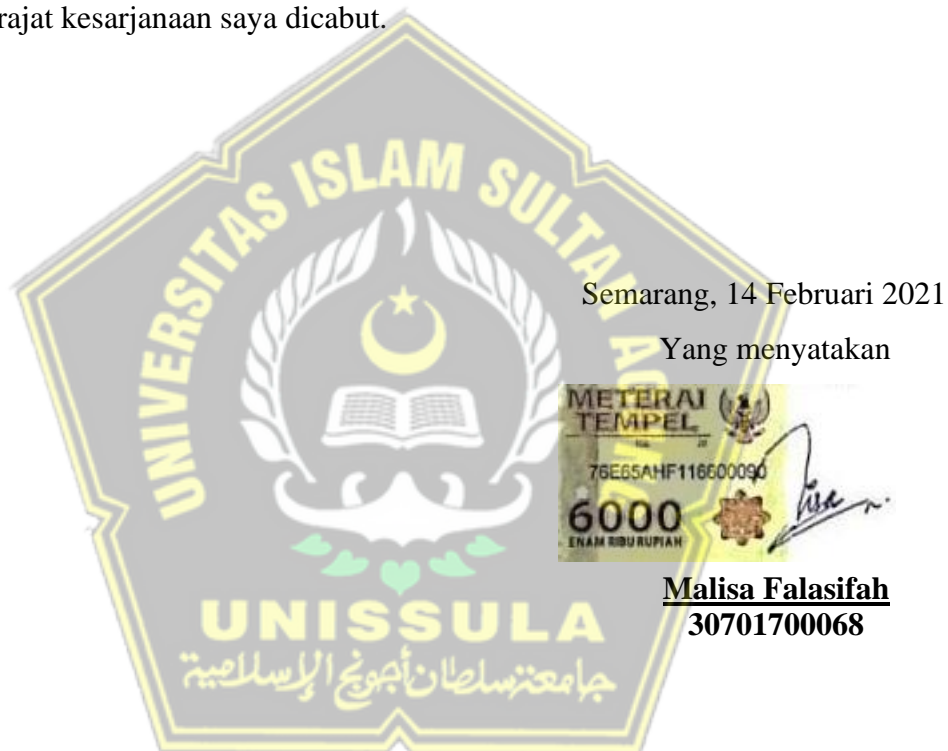 rajat kesarjanaan saya dicabut.
UNIVERSITAS ISLAM SULTAN AGUNG
Semarang, 14 Februari 2021
Yang menyatakan
METERAI
TEMPEL
76E65AHF116600090
6000
ENAM RIBU RUPIAH
Malisa Falasifah
30701700068
UNISSULA
جامعة سلطان أجونج الإسلامية